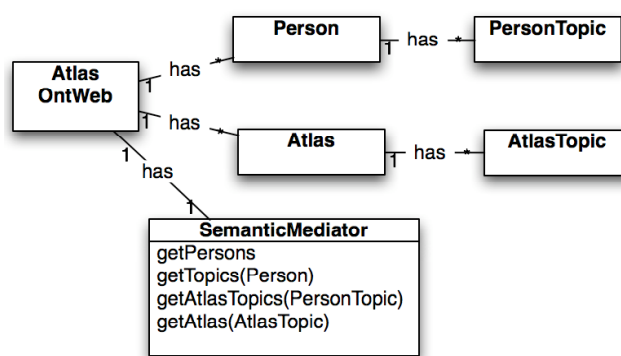 Person
1 has *
PersonTopic
Atlas
OntWeb
1 has *
1 has *
Atlas
1 has *
AtlasTopic
1
has
1
SemanticMediator
getPersons
getTopics(Person)
getAtlasTopics(PersonTopic)
getAtlas(AtlasTopic)